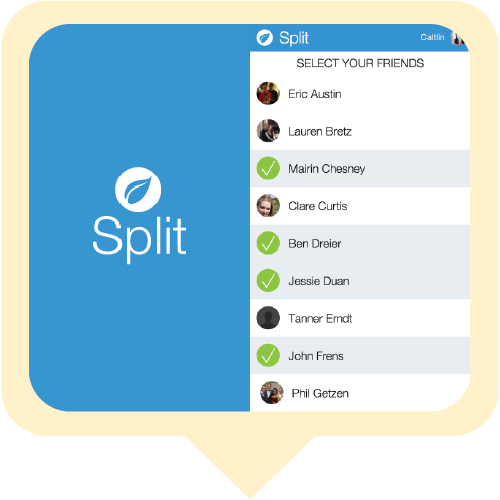 Split
Split
Caitlin
SELECT YOUR FRIENDS
Eric Austin
Lauren Bretz
Mairin Chesney
Clare Curtis
Ben Dreier
Jessie Duan
Tanner Erndt
John Frens
Phil Getzen